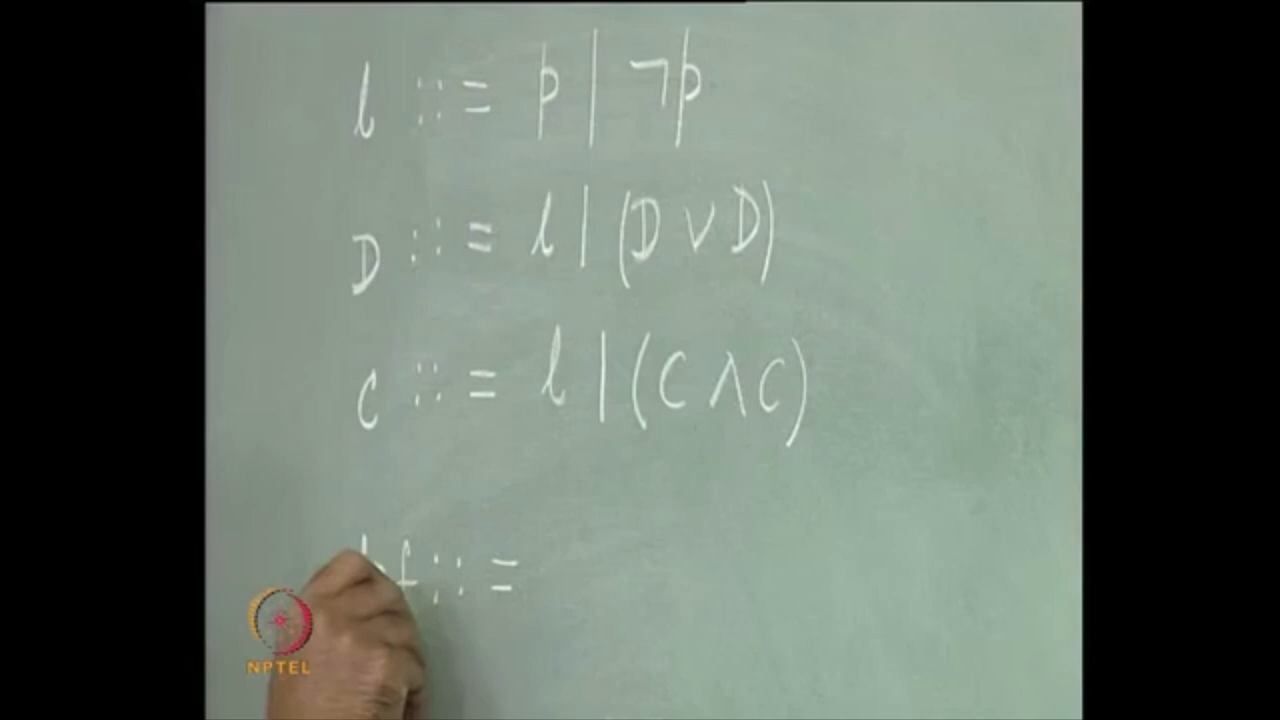 l ::= p | ¬p
D ::= l | (D ∨ D)
C ::= l | (C ∧ C)
f ::=
NPTEL